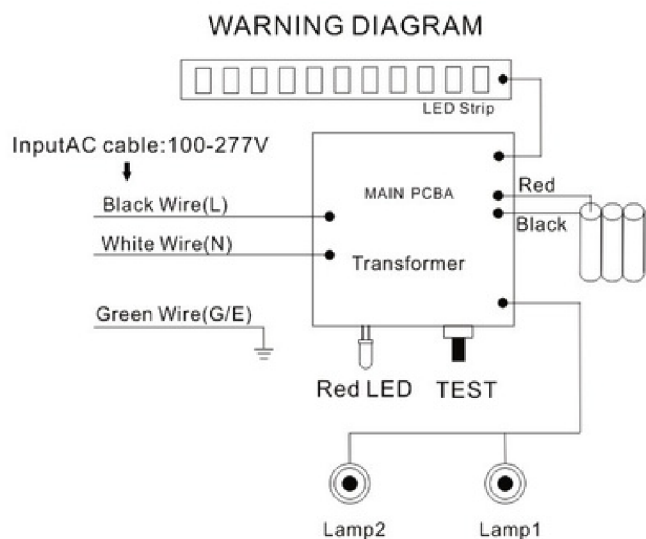 WARNING DIAGRAM
LED Strip
InputAC cable:100-277V
Black Wire(L)
White Wire(N)
Green Wire(G/E)
MAIN PCBA
Transformer
Red
Black
Red LED
TEST
Lamp2
Lamp1